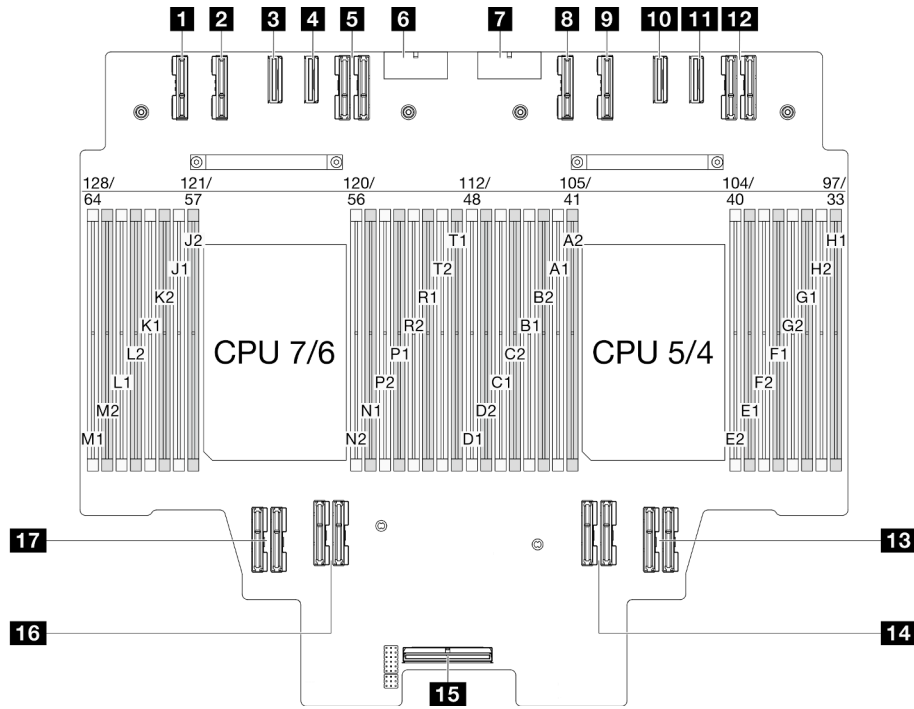 1 2 3 4 5 6 7 8 9 10 11 12
128/ 121/ 120/ 112/ 105/ 104/ 97/
64 57 56 48 41 40 33
J2 T1 A2 H1
J1 T2 A1 H2
K2 R1 B2 G1
K1 R2 B1 G2
L2 CPU 7/6 P1 C2 CPU 5/4 F1
L1 P2 C1 F2
M2 N1 D2 E1
M1 N2 D1 E2
17 13
16 14
15